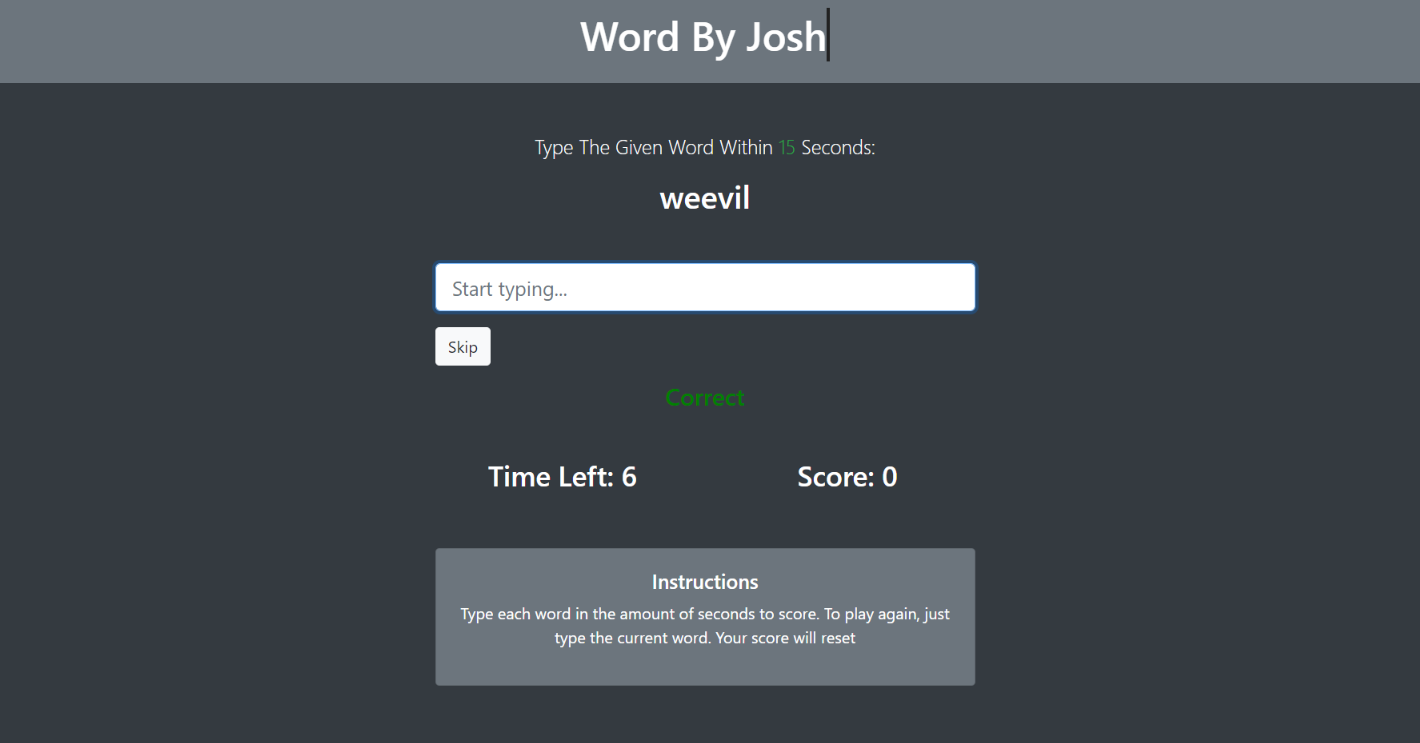 Word By Josh
Type The Given Word Within 15 Seconds:
weevil
Start typing...
Skip
Correct
Time Left: 6 Score: 0
Instructions
Type each word in the amount of seconds to score. To play again, just
type the current word. Your score will reset